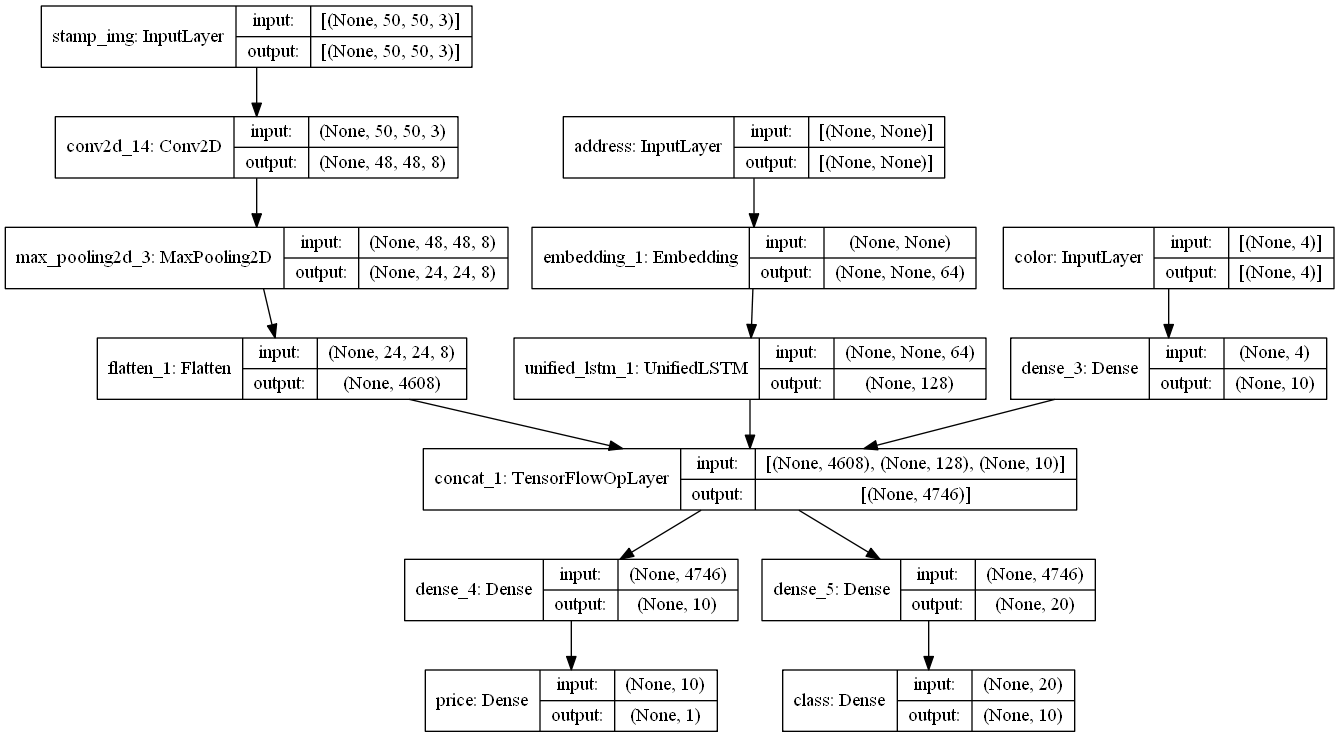 stamp_img: InputLayer
input: [(None, 50, 50, 3)]
output: [(None, 50, 50, 3)]
conv2d_14: Conv2D
input: (None, 50, 50, 3)
output: (None, 48, 48, 8)
address: InputLayer
input: [(None, None)]
output: [(None, None)]
max_pooling2d_3: MaxPooling2D
input: (None, 48, 48, 8)
output: (None, 24, 24, 8)
embedding_1: Embedding
input: (None, None)
output: (None, None, 64)
color: InputLayer
input: [(None, 4)]
output: [(None, 4)]
flatten_1: Flatten
input: (None, 24, 24, 8)
output: (None, 4608)
unified_lstm_1: UnifiedLSTM
input: (None, None, 64)
output: (None, 128)
dense_3: Dense
input: (None, 4)
output: (None, 10)
concat_1: TensorFlowOpLayer
input: [(None, 4608), (None, 128), (None, 10)]
output: [(None, 4746)]
dense_4: Dense
input: (None, 4746)
output: (None, 10)
dense_5: Dense
input: (None, 4746)
output: (None, 20)
price: Dense
input: (None, 10)
output: (None, 1)
class: Dense
input: (None, 20)
output: (None, 10)